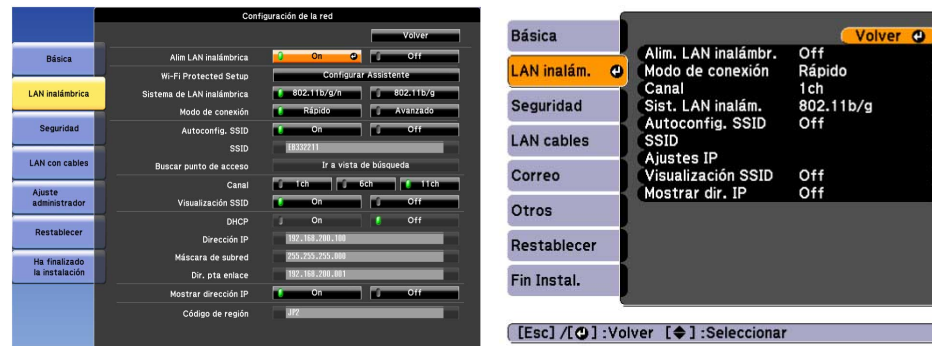 Configuración de la red
Volver
Básica
LAN inalámbrica
Seguridad
LAN con cables
Ajuste
administrador
Restablecer
Ha finalizado
la instalación
Alim LAN inalámbrica On Off
Wi-Fi Protected Setup Configurar Asistente
Sistema de LAN inalámbrica 802.11b/g/n 802.11b/g
Modo de conexión Rápido Avanzado
Autoconfig. SSID On Off
SSID EB332211
Buscar punto de acceso Ir a vista de búsqueda
Canal 1ch 6ch 11ch
Visualización SSID On Off
DHCP On Off
Dirección IP 192.168.200.100
Máscara de subred 255.255.255.000
Dir. pta enlace 192.168.200.001
Mostrar dirección IP On Off
Código de región JP2
Básica
LAN inalám.
Seguridad
LAN cables
Correo
Otros
Restablecer
Fin Instal.
Volver
Alim. LAN inalámbr. Off
Modo de conexión Rápido
Canal 1ch
Sist. LAN inalám. 802.11b/g
Autoconfig. SSID Off
SSID
Ajustes IP
Visualización SSID Off
Mostrar dir. IP Off
[Esc] /[ ] :Volver [ ] :Seleccionar